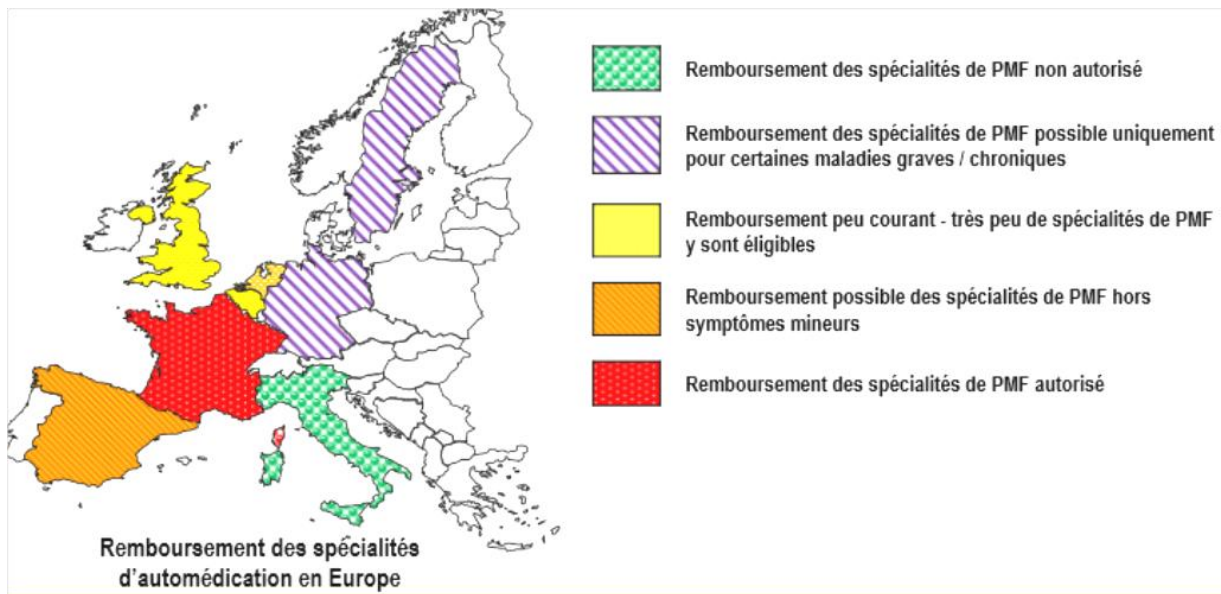 Remboursement des spécialités de PMF non autorisé
Remboursement des spécialités de PMF possible uniquement
pour certaines maladies graves / chroniques
Remboursement peu courant - très peu de spécialités de PMF
y sont éligibles
Remboursement possible des spécialités de PMF hors
symptômes mineurs
Remboursement des spécialités de PMF autorisé
Remboursement des spécialités
d'automédication en Europe